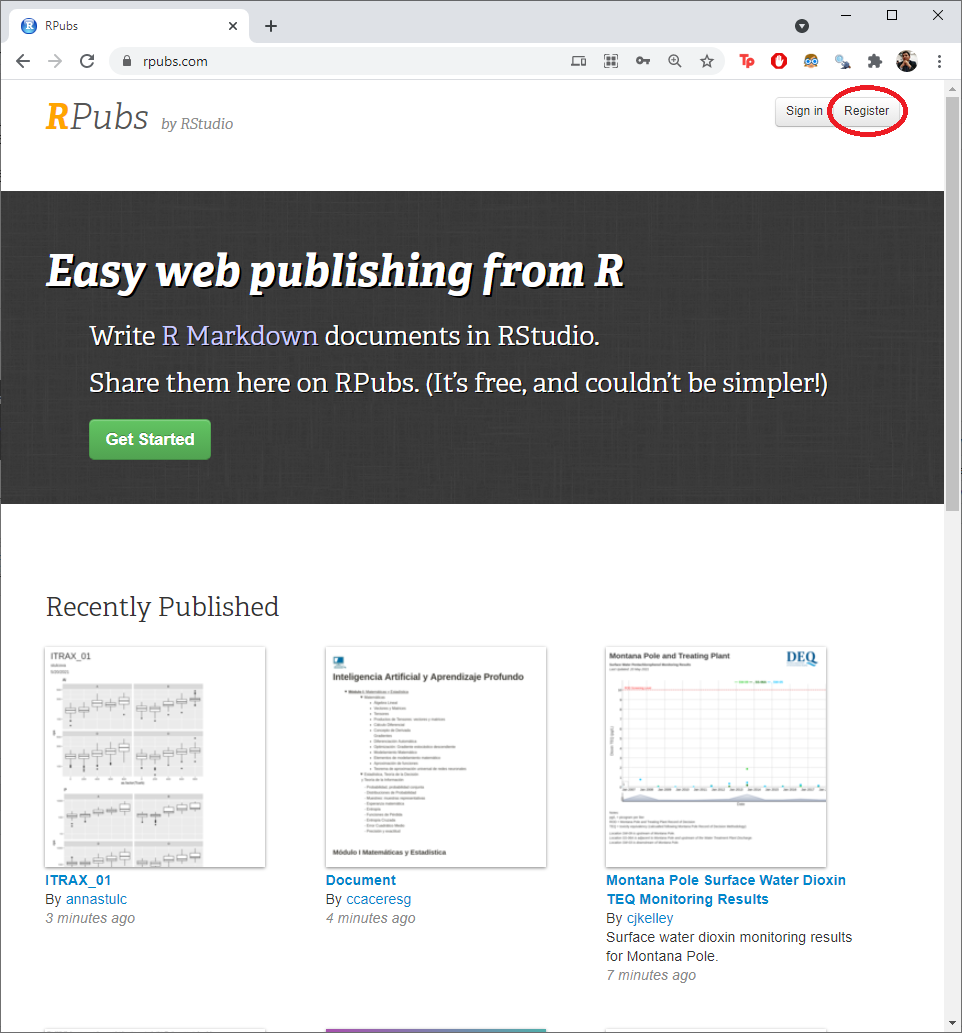 RPubs
rpubs.com
Tp
RPubs by RStudio
Sign in
Register
Easy web publishing from R
Write R Markdown documents in RStudio.
Share them here on RPubs. (It's free, and couldn't be simpler!)
Get Started
Recently Published
ITRAX_01
ITRAX_01
By annastulc
3 minutes ago
Inteligencia Artificial y Aprendizaje Profundo
Módulo I Matemáticas y Estadística
Document
By ccaceresg
4 minutes ago
Montana Pole and Treating Plant
DEQ
Montana Pole Surface Water Dioxin
TEQ Monitoring Results
By cjkelley
Surface water dioxin monitoring results
for Montana Pole.
7 minutes ago